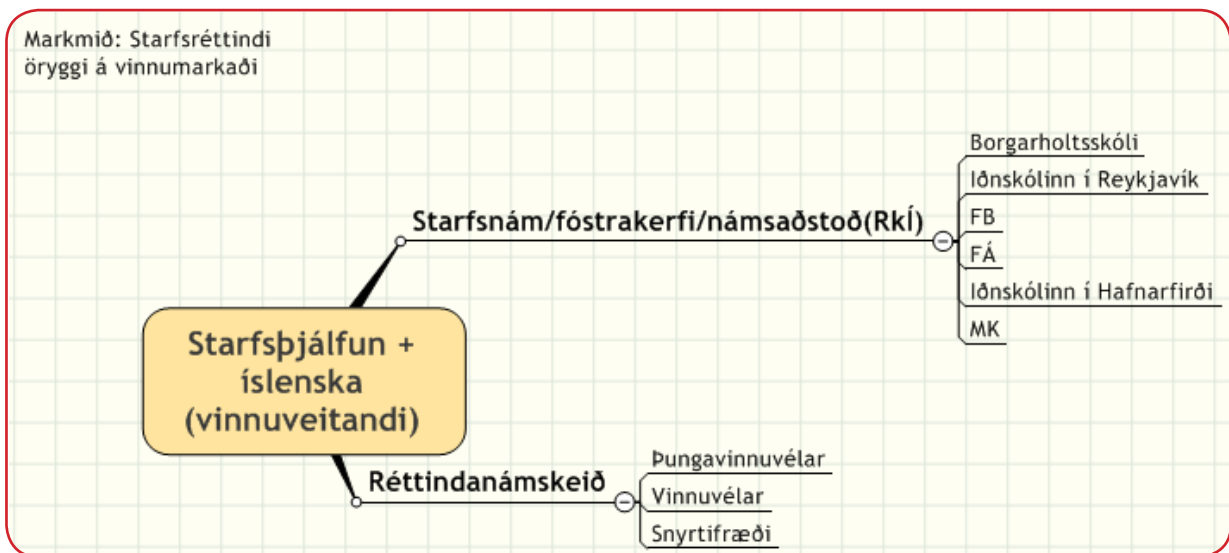 Markmið: Starfsréttindi
öryggi á vinnumarkaði
Borgarholtsskóli
Iðnskólinn í Reykjavík
Starfsnám/fóstrakerfi/námsaðstoð(RkÍ)
FB
FÁ
Iðnskólinn í Hafnarfirði
MK
Starfsþjálfun +
íslenska
(vinnuveitandi)
Réttindanámskeið
Þungavinnuvélar
Vinnuvélar
Snyrtifræði